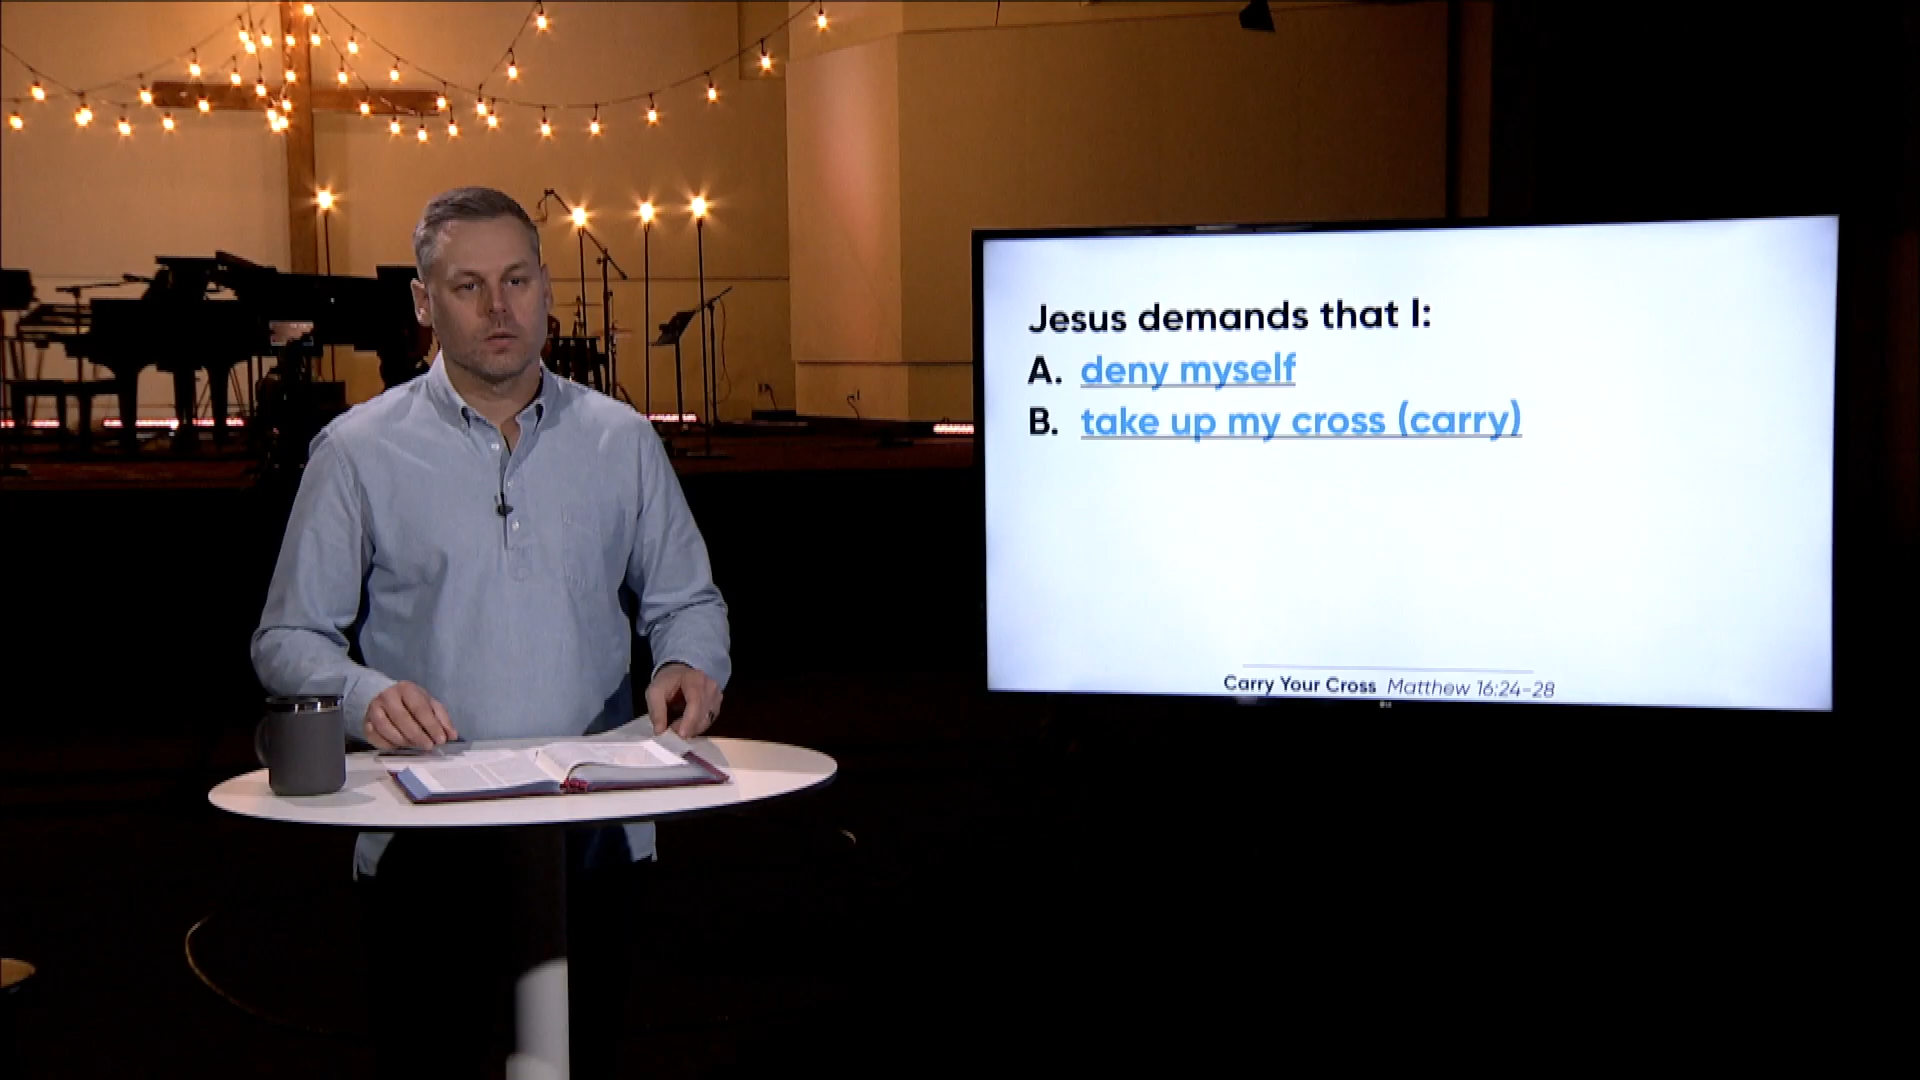 Jesus demands that I:
A. deny myself
B. take up my cross (carry)
Carry Your Cross Matthew 16:24-28